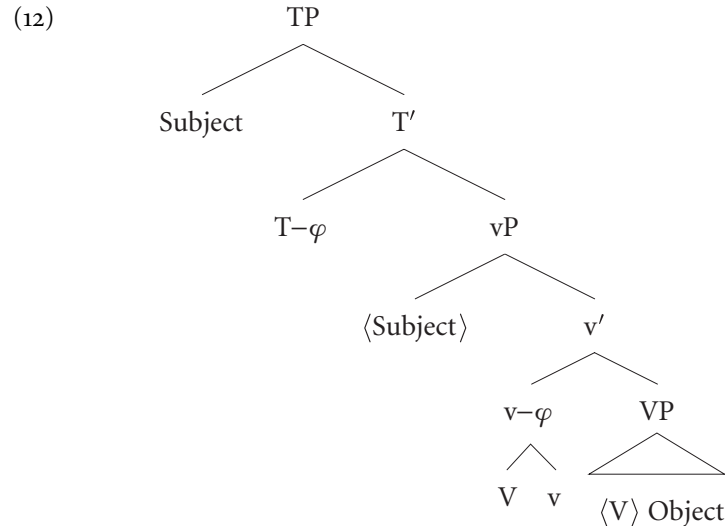 (12)
TP
Subject T′
T–φ vP
⟨Subject⟩ v′
v–φ VP
V v ⟨V⟩ Object